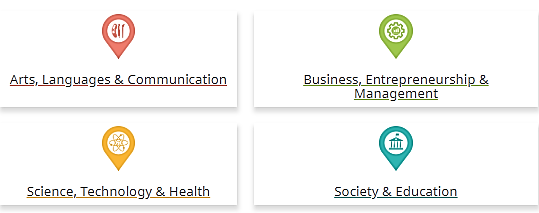 Arts, Languages & Communication
Business, Entrepreneurship &
Management
Science, Technology & Health
Society & Education